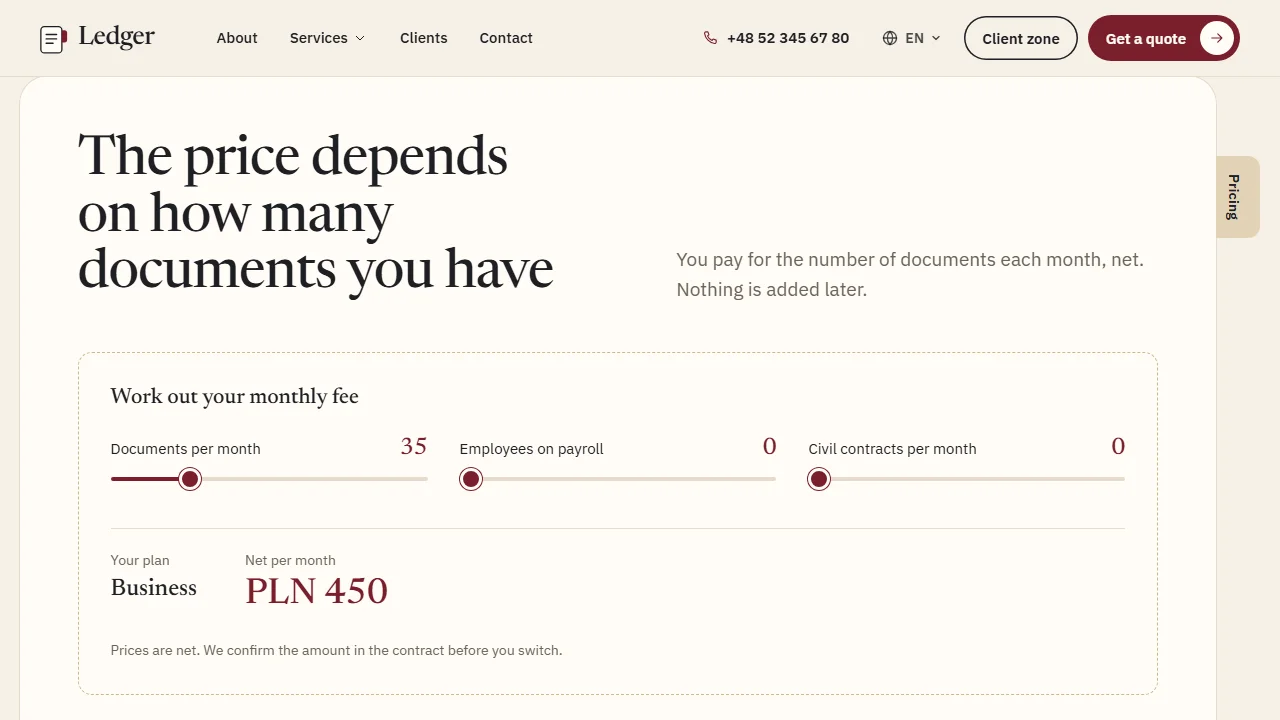 Ledger
About
Services
Clients
Contact
+48 52 345 67 80
EN
Client zone
Get a quote
The price depends
on how many
documents you have
You pay for the number of documents each month, net.
Nothing is added later.
Pricing
Work out your monthly fee
Documents per month
35
Employees on payroll
0
Civil contracts per month
0
Your plan
Business
Net per month
PLN 450
Prices are net. We confirm the amount in the contract before you switch.